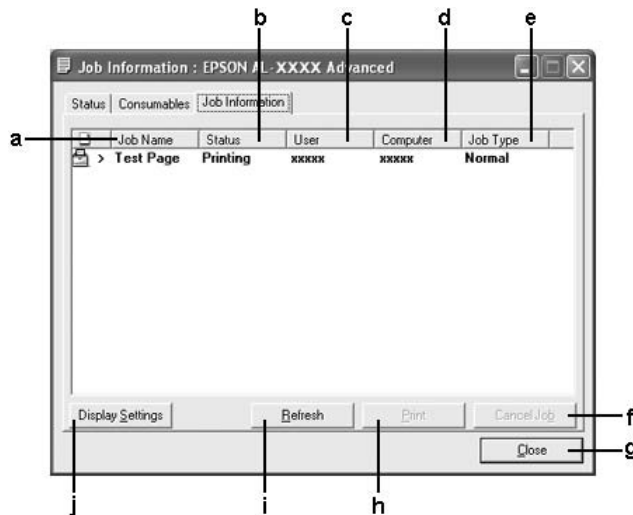 b c d e
Job Information : EPSON AL-XXXX Advanced
Status Consumables Job Information
a Job Name Status User Computer Job Type
> Test Page Printing xxxxx xxxxx Normal
Display Settings Refresh Print Cancel Job f
Close g
j i h